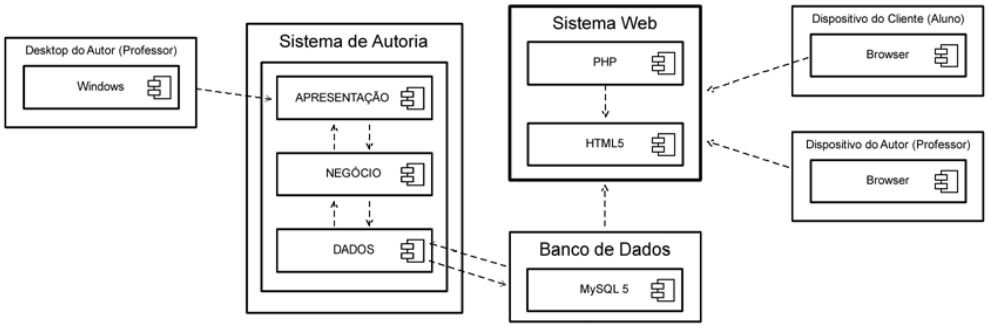 Desktop do Autor (Professor)
Windows
Sistema de Autoria
APRESENTAÇÃO
NEGÓCIO
DADOS
Sistema Web
PHP
HTML5
Banco de Dados
MySQL 5
Dispositivo do Cliente (Aluno)
Browser
Dispositivo do Autor (Professor)
Browser